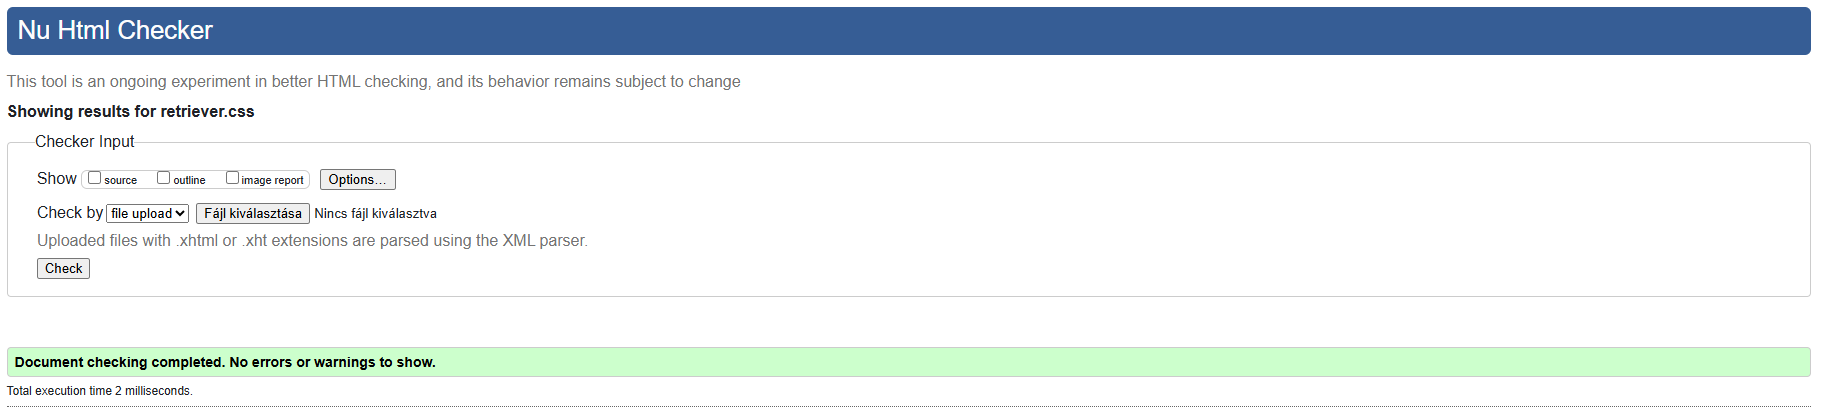 Nu Html Checker
This tool is an ongoing experiment in better HTML checking, and its behavior remains subject to change
Showing results for retriever.css
Checker Input
Show source outline image report Options...
Check by file upload Fájl kiválasztása Nincs fájl kiválasztva
Uploaded files with .xhtml or .xht extensions are parsed using the XML parser.
Check
Document checking completed. No errors or warnings to show.
Total execution time 2 milliseconds.